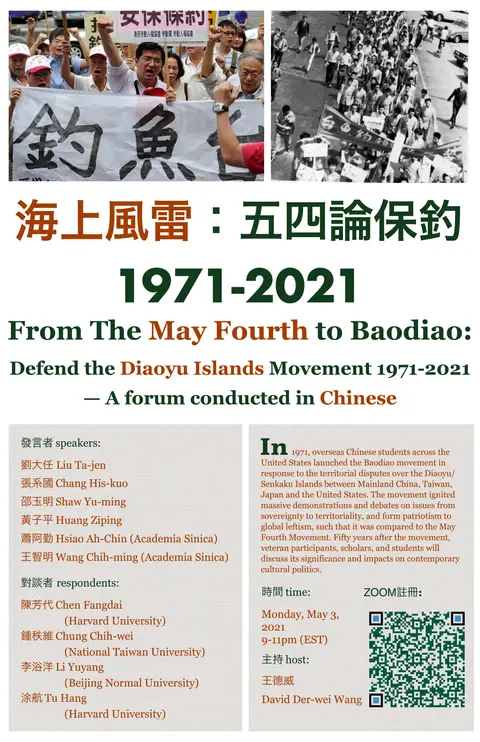 安保條約
釣魚台
海上風雷：五四論保釣
1971-2021
From The May Fourth to Baodiao:
Defend the Diaoyu Islands Movement 1971-2021
— A forum conducted in Chinese
發言者 speakers:
劉大任 Liu Ta-jen
張系國 Chang His-kuo
邵玉明 Shaw Yu-ming
黃子平 Huang Ziping
蕭阿勤 Hsiao Ah-Chin (Academia Sinica)
王智明 Wang Chih-ming (Academia Sinica)
對談者 respondents:
陳芳代 Chen Fangdai
(Harvard University)
鍾秩維 Chung Chih-wei
(National Taiwan University)
李浴洋 Li Yuyang
(Beijing Normal University)
涂航 Tu Hang
(Harvard University)
In 1971, overseas Chinese students across the
United States launched the Baodiao movement in
response to the territorial disputes over the Diaoyu/
Senkaku Islands between Mainland China, Taiwan,
Japan and the United States. The movement ignited
massive demonstrations and debates on issues from
sovereignty to territoriality, and form patriotism to
global leftism, such that it was compared to the May
Fourth Movement. Fifty years after the movement,
veteran participants, scholars, and students will
discuss its significance and impacts on contemporary
cultural politics.
時間 time:
Monday, May 3,
2021
9-11pm (EST)
主持 host:
王德威
David Der-wei Wang
ZOOM註冊：